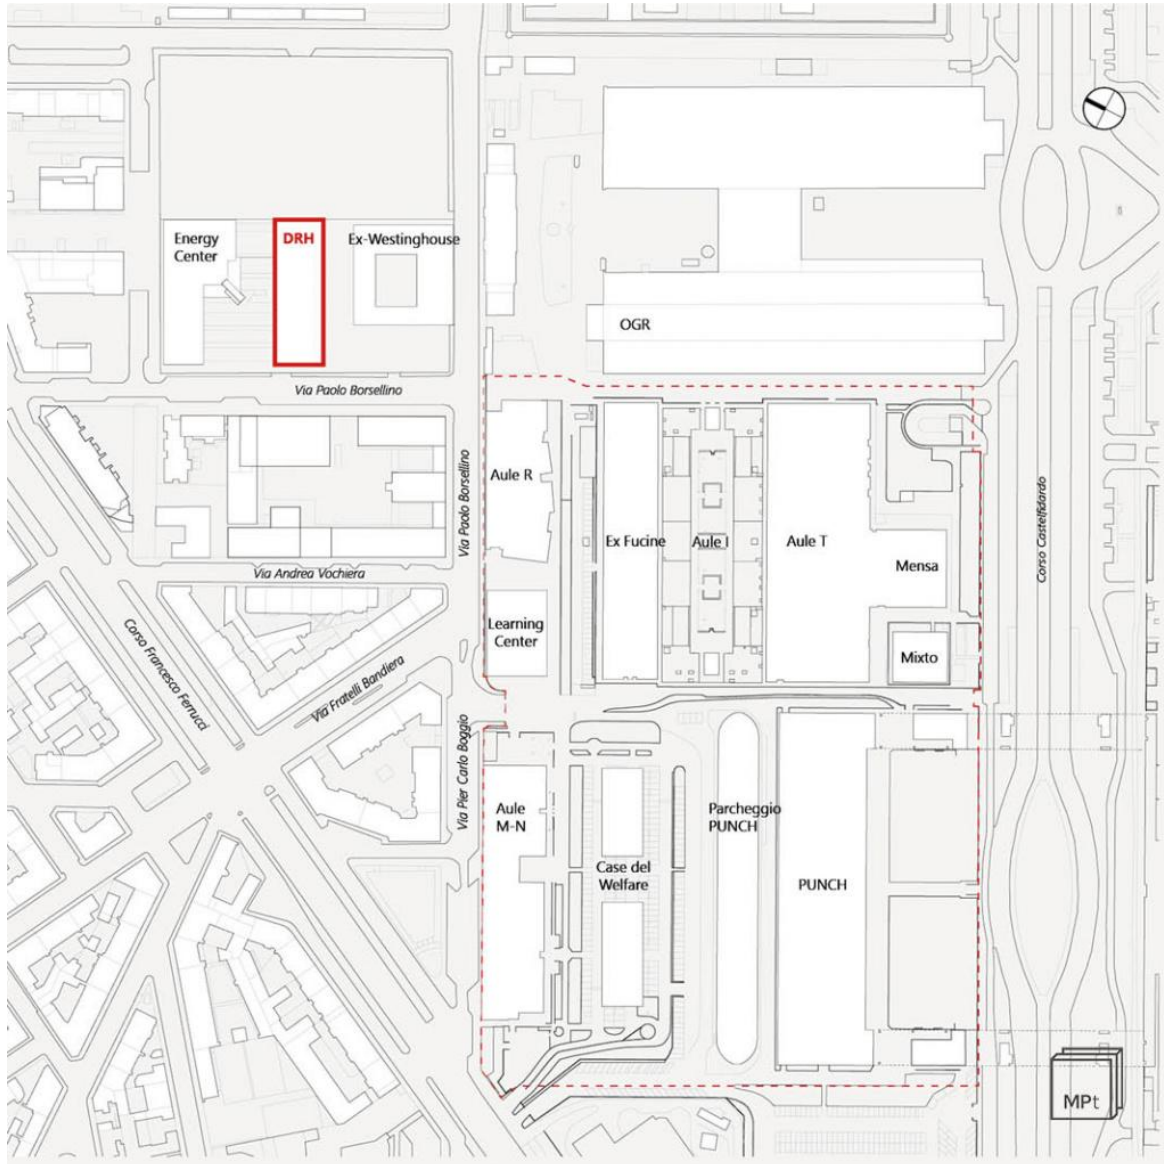 Energy
Center
DRH
Ex-Westinghouse
OGR
Via Paolo Borsellino
Aule R
Via Paolo Borsellino
Ex Fucine
Aule I
Aule T
Mensa
Corso Castelfidardo
Via Andrea Vochiera
Learning
Center
Mixto
Corso Francesco Ferrucci
Via Fratelli Bandiera
Via Pier Carlo Boggio
Aule
M-N
Parcheggio
PUNCH
Case del
Welfare
PUNCH
MPt